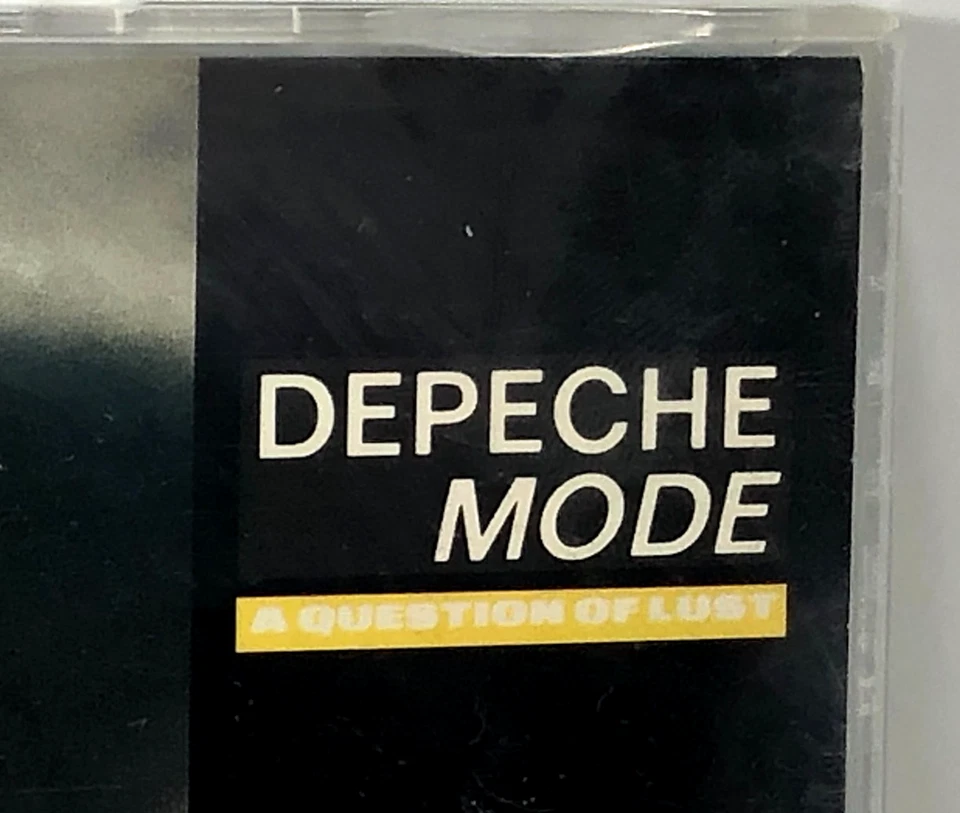 DEPECHE
MODE
A QUESTION OF LUST